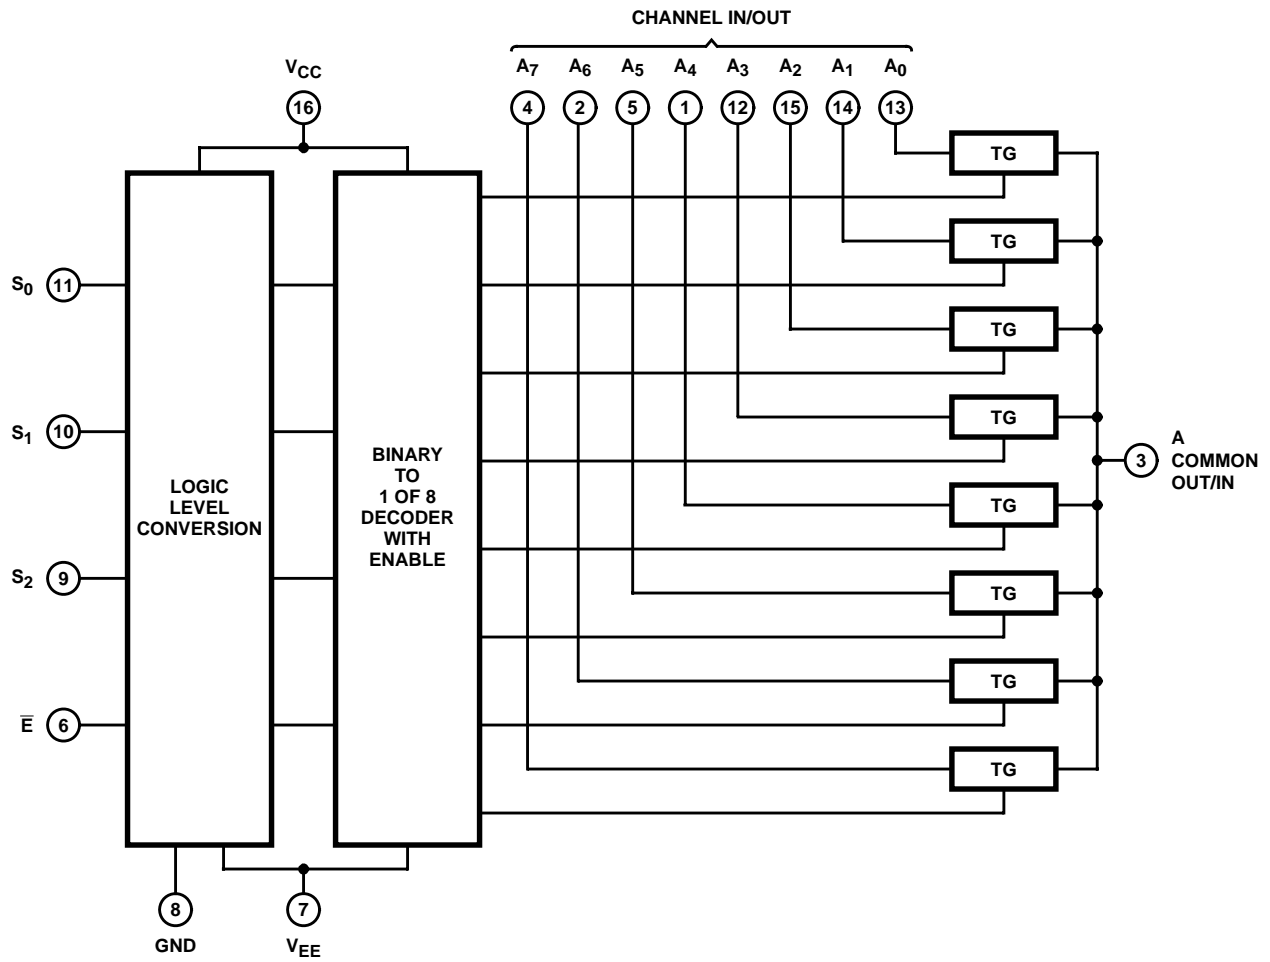 CHANNEL IN/OUT
VCC
A7 A6 A5 A4 A3 A2 A1 A0
16
4 2 5 1 12 15 14 13
TG
TG
S0 11
TG
TG
S1 10
A
COMMON
OUT/IN
3
BINARY
TO
1 OF 8
DECODER
WITH
ENABLE
LOGIC
LEVEL
CONVERSION
TG
S2 9
TG
TG
E̅ 6
TG
8
7
GND
VEE